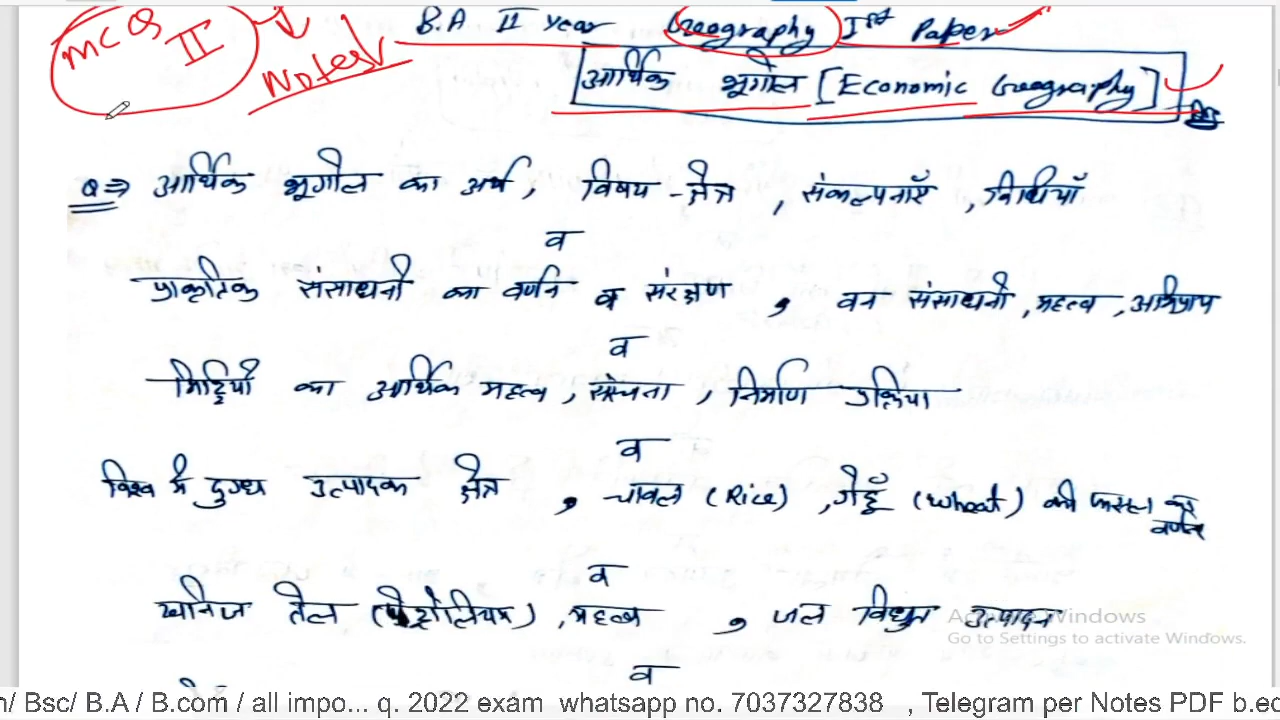 MCQ
II
Notes
B.A II year Geography Ist Paper
आर्थिक भूगोल [Economic Geography]
Q ⇒ आर्थिक भूगोल का अर्थ, विषय - क्षेत्र, संकल्पनाएँ, विधियाँ
व
प्राकृतिक संसाधनों का वर्णन व संरक्षण, वन संसाधनों, महत्व, अभिप्राय
व
मिट्टियों का आर्थिक महत्व, संरचना, निर्माण प्रक्रिया
व
विश्व में दुग्ध उत्पादक क्षेत्र, चावल (Rice), गेहूँ (Wheat) की फसल का वर्णन
व
खनिज तेल (पेट्रोलियम), महत्व, जल विधुत उत्पादन
व
Activate Windows
Go to Settings to activate Windows.
/ Bsc/ B.A / B.com / all impo... q. 2022 exam whatsapp no. 7037327838 , Telegram per Notes PDF b.ed